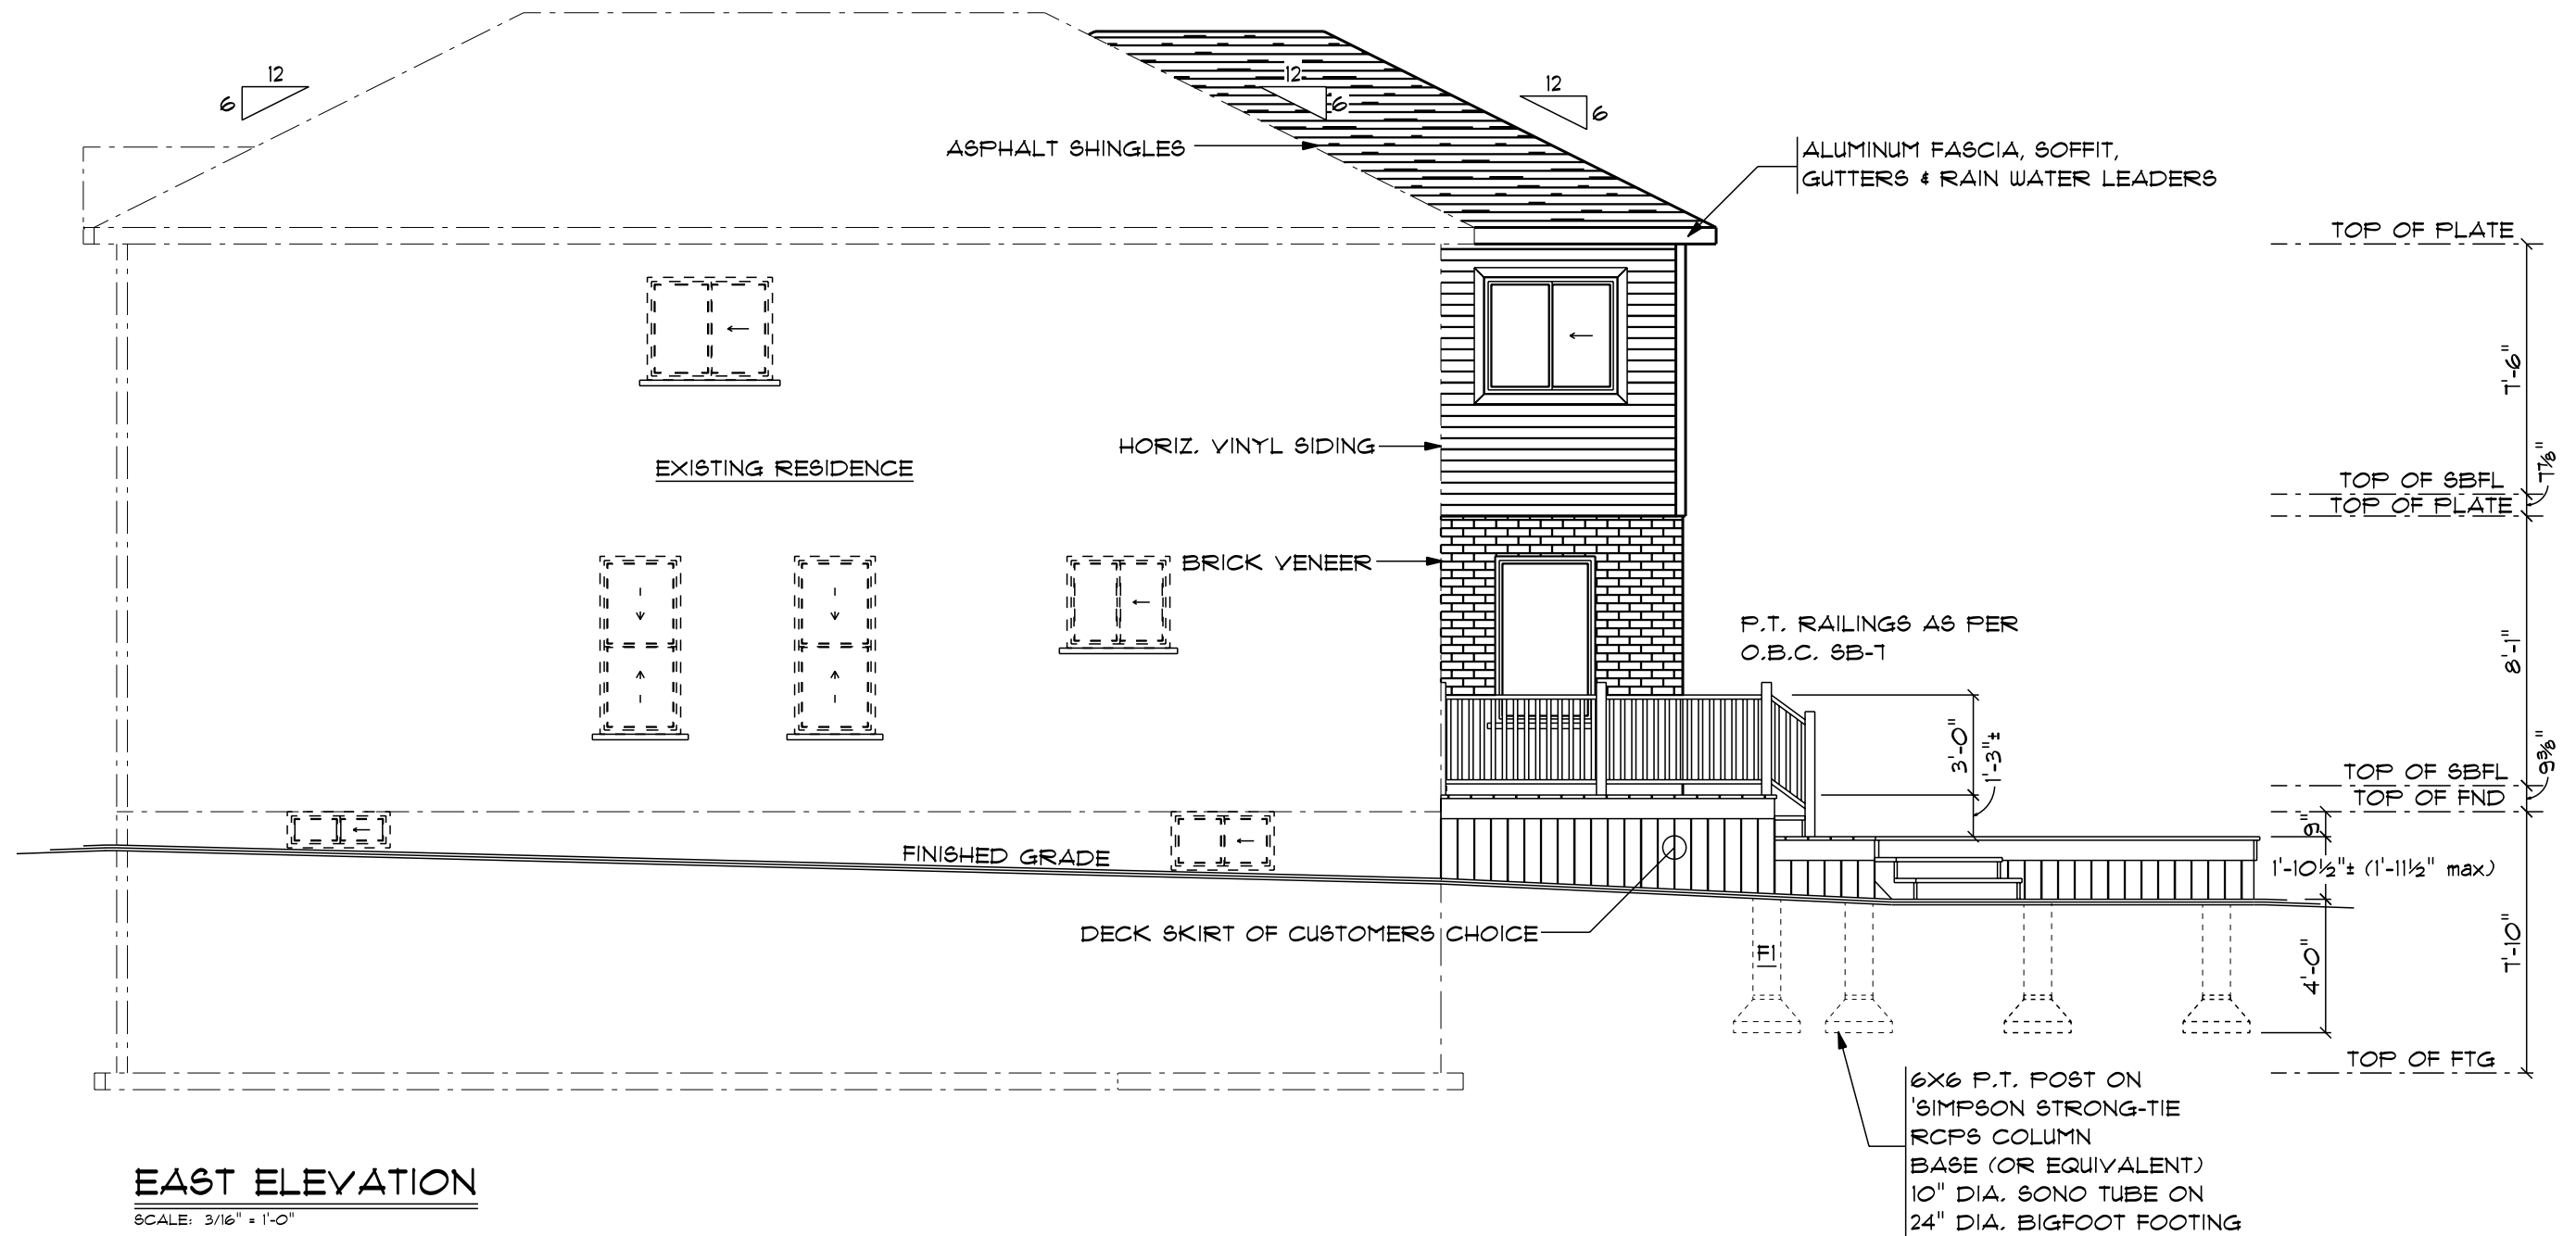 12
6
12
6
12
6
ASPHALT SHINGLES
ALUMINUM FASCIA, SOFFIT,
GUTTERS & RAIN WATER LEADERS
TOP OF PLATE
7'-6"
HORIZ. VINYL SIDING
EXISTING RESIDENCE
TOP OF SBFL
7⅞"
TOP OF PLATE
BRICK VENEER
P.T. RAILINGS AS PER
O.B.C. SB-7
8'-1"
3'-0"
1'-3"±
TOP OF SBFL
9⅜"
TOP OF FND
9"
FINISHED GRADE
1'-10½"± (1'-11½" max)
DECK SKIRT OF CUSTOMERS CHOICE
F1
4'-0"
7'-10"
TOP OF FTG
6X6 P.T. POST ON
'SIMPSON STRONG-TIE
RCPS COLUMN
BASE (OR EQUIVALENT)
10" DIA. SONO TUBE ON
24" DIA. BIGFOOT FOOTING
EAST ELEVATION
SCALE: 3/16" = 1'-0"